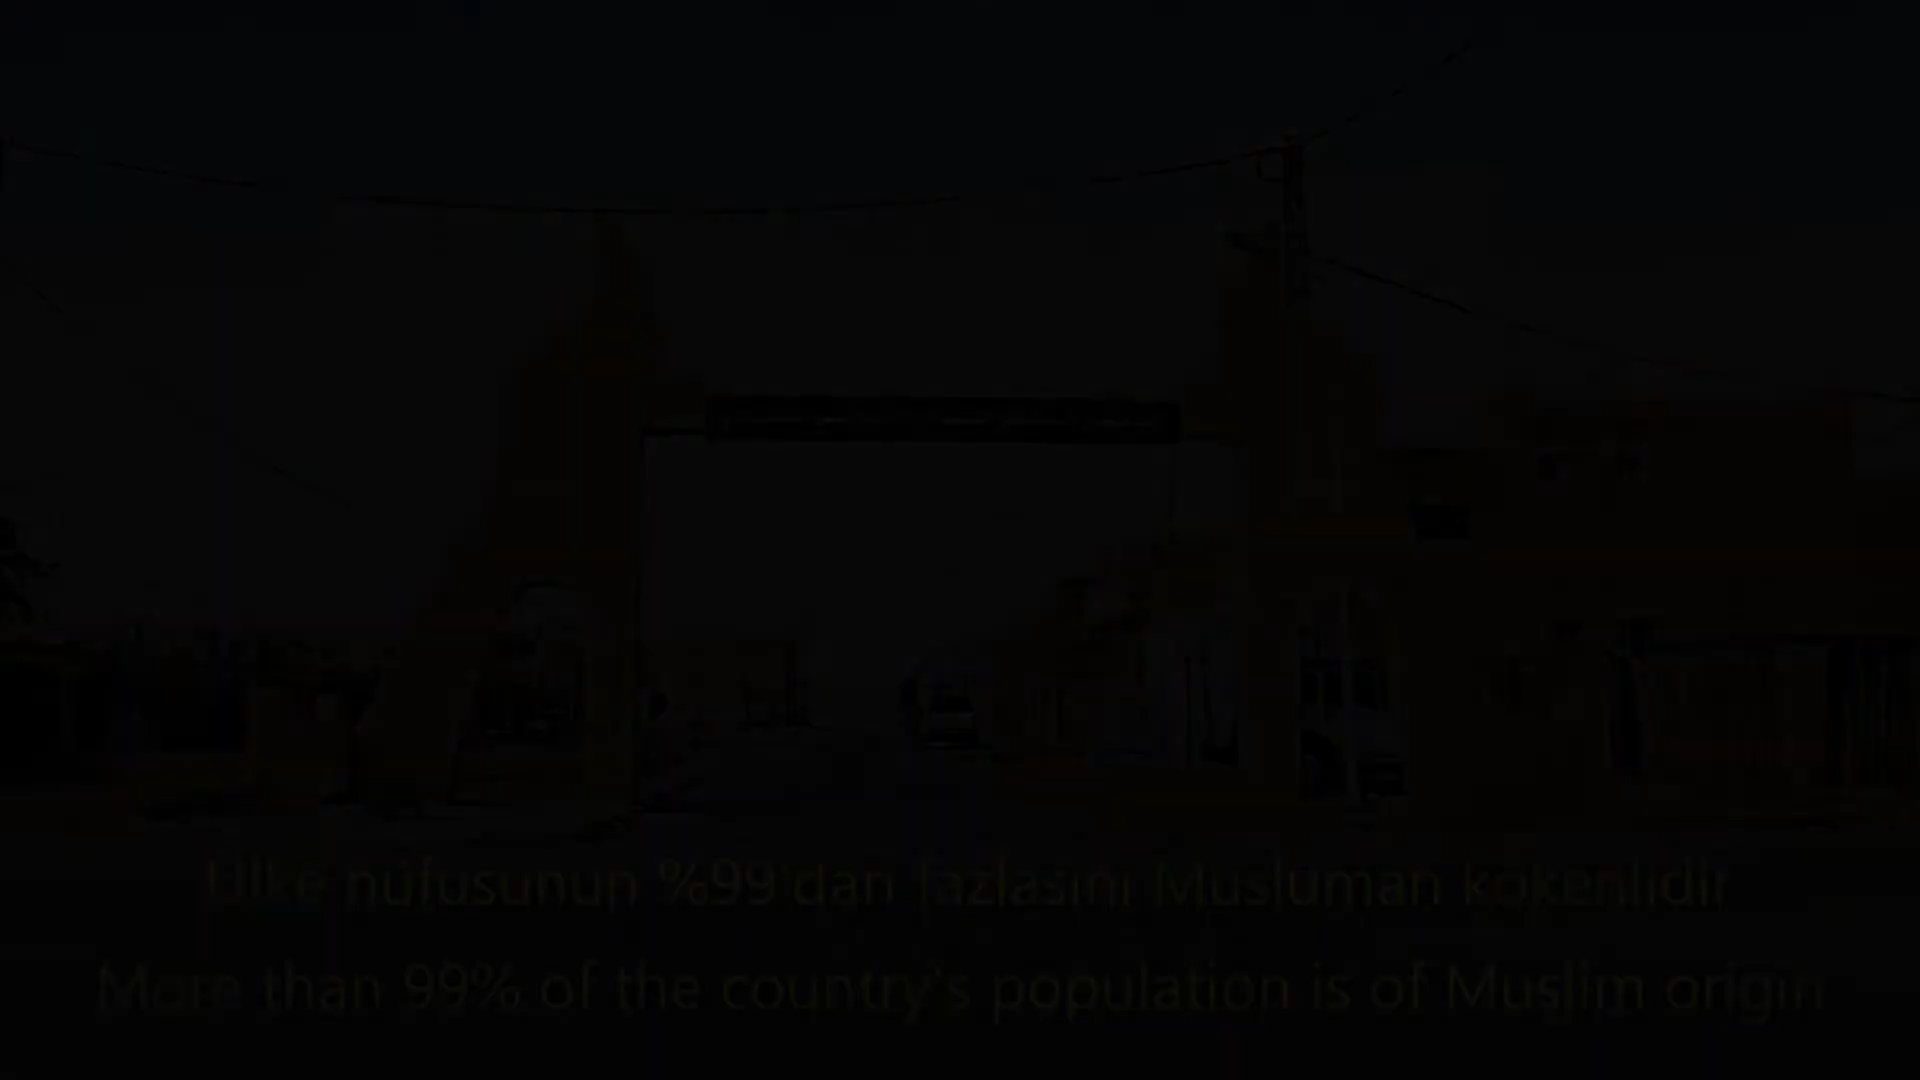 Ülke nüfusunun %99'dan fazlasını Müslüman kökenlidir
More than 99% of the country's population is of Muslim origin